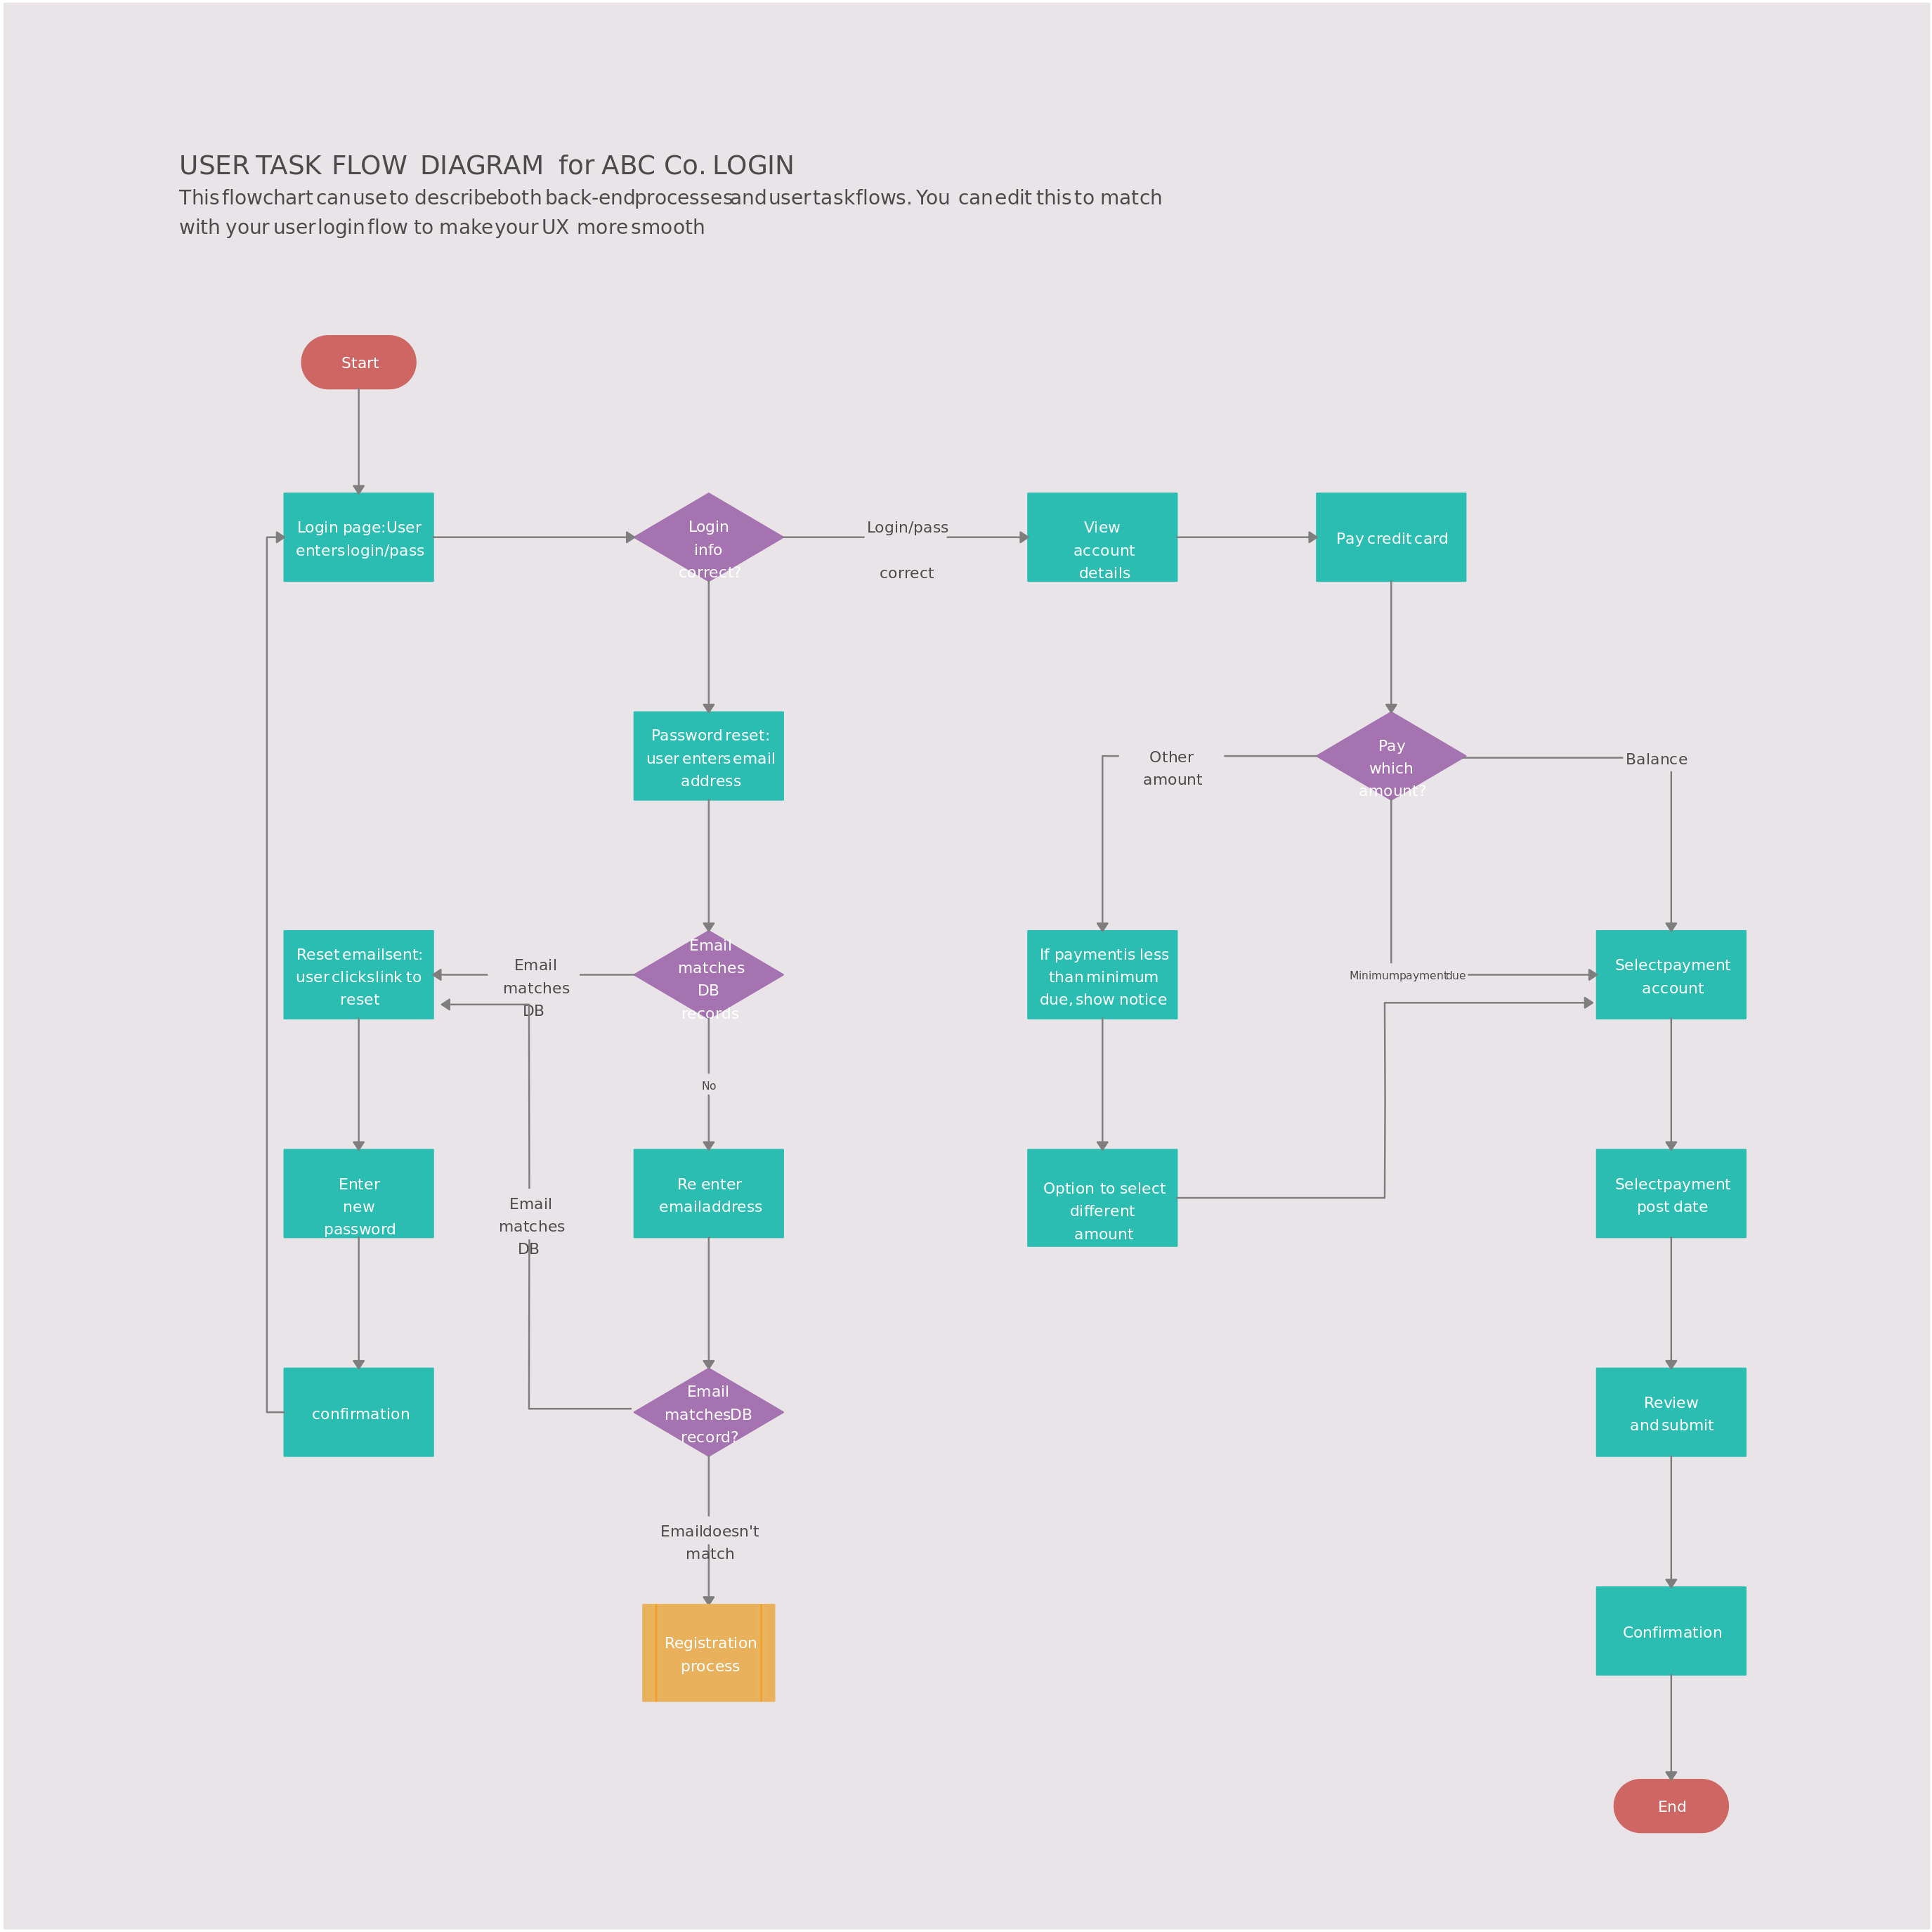 USER TASK FLOW DIAGRAM for ABC Co. LOGIN
This flowchart can use to describe both back-end processes and user task flows. You can edit this to match
with your user login flow to make your UX more smooth
Start
Login page: User
enters login/pass
Login
info
correct?
Login/pass
correct
View
account
details
Pay credit card
Password reset:
user enters email
address
Other
amount
Pay
which
amount?
Balance
Reset email sent:
user clicks link to
reset
Email
matches
DB
Email
matches
DB
records
If payment is less
than minimum
due, show notice
Minimum payment due
Select payment
account
No
Enter
new
password
Email
matches
DB
Re enter
email address
Option to select
different
amount
Select payment
post date
confirmation
Email
matches DB
record?
Review
and submit
Email doesn't
match
Registration
process
Confirmation
End